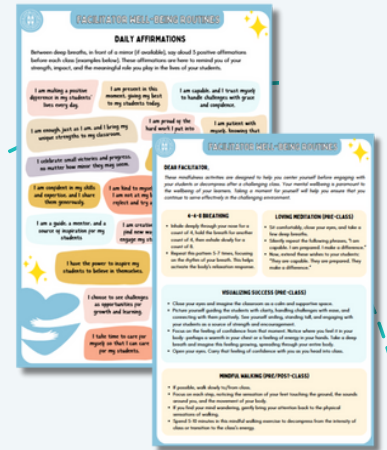 FACILITATOR WELL-BEING ROUTINES
DAILY AFFIRMATIONS
Between deep breaths, in front of a mirror (if available), say aloud 3 positive affirmations
before each class (examples below). These affirmations are here to remind you of your
strength, impact, and the meaningful role you play in the lives of your students.
I am making a positive
difference in my students'
lives every day.
I am present in this
moment, giving my best
to my students today.
I am capable, and I trust myself
to handle challenges with grace
and confidence.
I am enough, just as I am, and I bring my
unique strengths to my classroom.
I am proud of the
hard work I put into
I am patient with
myself, knowing that
I celebrate small victories and progress,
no matter how minor they may seem.
I am confident in my skills
and expertise, and I share
them generously.
I am kind to myself
I am not at my
reflect and try
I am a guide, a mentor, and a
source of inspiration for my
students
I am creative
find new
engage my
I have the power to inspire my
students to believe in themselves.
I choose to see challenges
as opportunities for
growth and learning.
I take time to care for
myself so that I can care
for my students.
FACILITATOR WELL-BEING ROUTINES
DEAR FACILITATOR,
These mindfulness activities are designed to help you center yourself before engaging with
your students or decompress after a challenging class. Your mental wellbeing is paramount to
the wellbeing of your learners. Taking a moment for yourself will help you ensure that you
continue to serve effectively in the challenging environment.
4-4-8 BREATHING
• Inhale deeply through your nose for a
count of 4, hold the breath for another
count of 4, then exhale slowly for a
count of 8.
• Repeat this pattern 5-7 times, focusing
on the rhythm of your breath. This helps
activate the body's relaxation response.
LOVING MEDITATION (PRE-CLASS)
• Sit comfortably, close your eyes, and take a
few deep breaths.
• Silently repeat the following phrases, "I am
capable. I am prepared. I make a difference."
• Now, extend these wishes to your students:
"They are capable. They are prepared. They
make a difference."
VISUALIZING SUCCESS (PRE-CLASS)
• Close your eyes and imagine the classroom as a calm and supportive space.
• Picture yourself guiding the students with clarity, handling challenges with ease, and
connecting with them positively. See yourself smiling, standing tall, and engaging with
your students as a source of strength and encouragement.
• Focus on the feeling of confidence from that moment. Notice where you feel it in your
body- perhaps a warmth in your chest or a feeling of energy in your hands. Take a deep
breath and imagine this feeling growing, spreading through your entire body.
• Open your eyes. Carry that feeling of confidence with you as you head into class.
MINDFUL WALKING (PRE/POST-CLASS)
• If possible, walk slowly to/from class.
• Focus on each step, noticing the sensation of your feet touching the ground, the sounds
around you, and the movement of your body.
• If you find your mind wandering, gently bring your attention back to the physical
sensations of walking.
• Spend 5-10 minutes in this mindful walking exercise to decompress from the intensity of
class or transition to the class's energy.